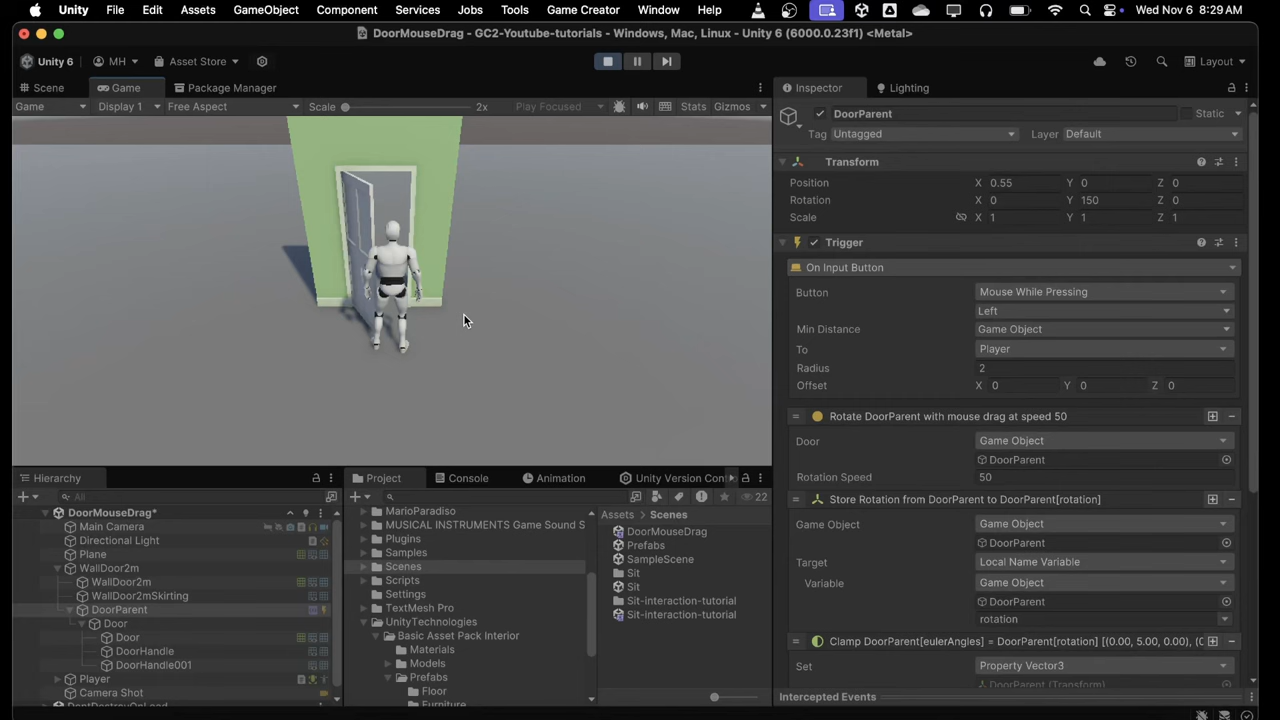 Unity File Edit Assets GameObject Component Services Jobs Tools Game Creator Window Help Wed Nov 6 8:29 AM
DoorMouseDrag - GC2-Youtube-tutorials - Windows, Mac, Linux - Unity 6 (6000.0.23f1) <Metal>
Unity 6 MH Asset Store Layout
Scene Game Package Manager
Game Display 1 Free Aspect Scale 2x Play Focused Stats Gizmos
Inspector Lighting
DoorParent Static
Tag Untagged Layer Default
Transform
Position X 0.55 Y 0 Z 0
Rotation X 0 Y 150 Z 0
Scale X 1 Y 1 Z 1
Trigger
On Input Button
Button Mouse While Pressing
Left
Min Distance Game Object
To Player
Radius 2
Offset X 0 Y 0 Z 0
Rotate DoorParent with mouse drag at speed 50
Door Game Object
DoorParent
Rotation Speed 50
Store Rotation from DoorParent to DoorParent[rotation]
Game Object Game Object
DoorParent
Target Local Name Variable
Variable Game Object
DoorParent
rotation
Clamp DoorParent[eulerAngles] = DoorParent[rotation] [(0.00, 5.00, 0.00), (0
Set Property Vector3
DoorParent (Transform)
Intercepted Events
Hierarchy
All
DoorMouseDrag*
Main Camera
Directional Light
Plane
WallDoor2m
WallDoor2m
WallDoor2mSkirting
DoorParent
Door
Door
DoorHandle
DoorHandle001
Player
Camera Shot
DontDestroyOnLoad
Project Console Animation Unity Version Con
22
MarioParadiso
MUSICAL INSTRUMENTS Game Sound S
Plugins
Samples
Scenes
Scripts
Settings
TextMesh Pro
UnityTechnologies
Basic Asset Pack Interior
Materials
Models
Prefabs
Floor
Furniture
Assets > Scenes
DoorMouseDrag
Prefabs
SampleScene
Sit
Sit
Sit-interaction-tutorial
Sit-interaction-tutorial